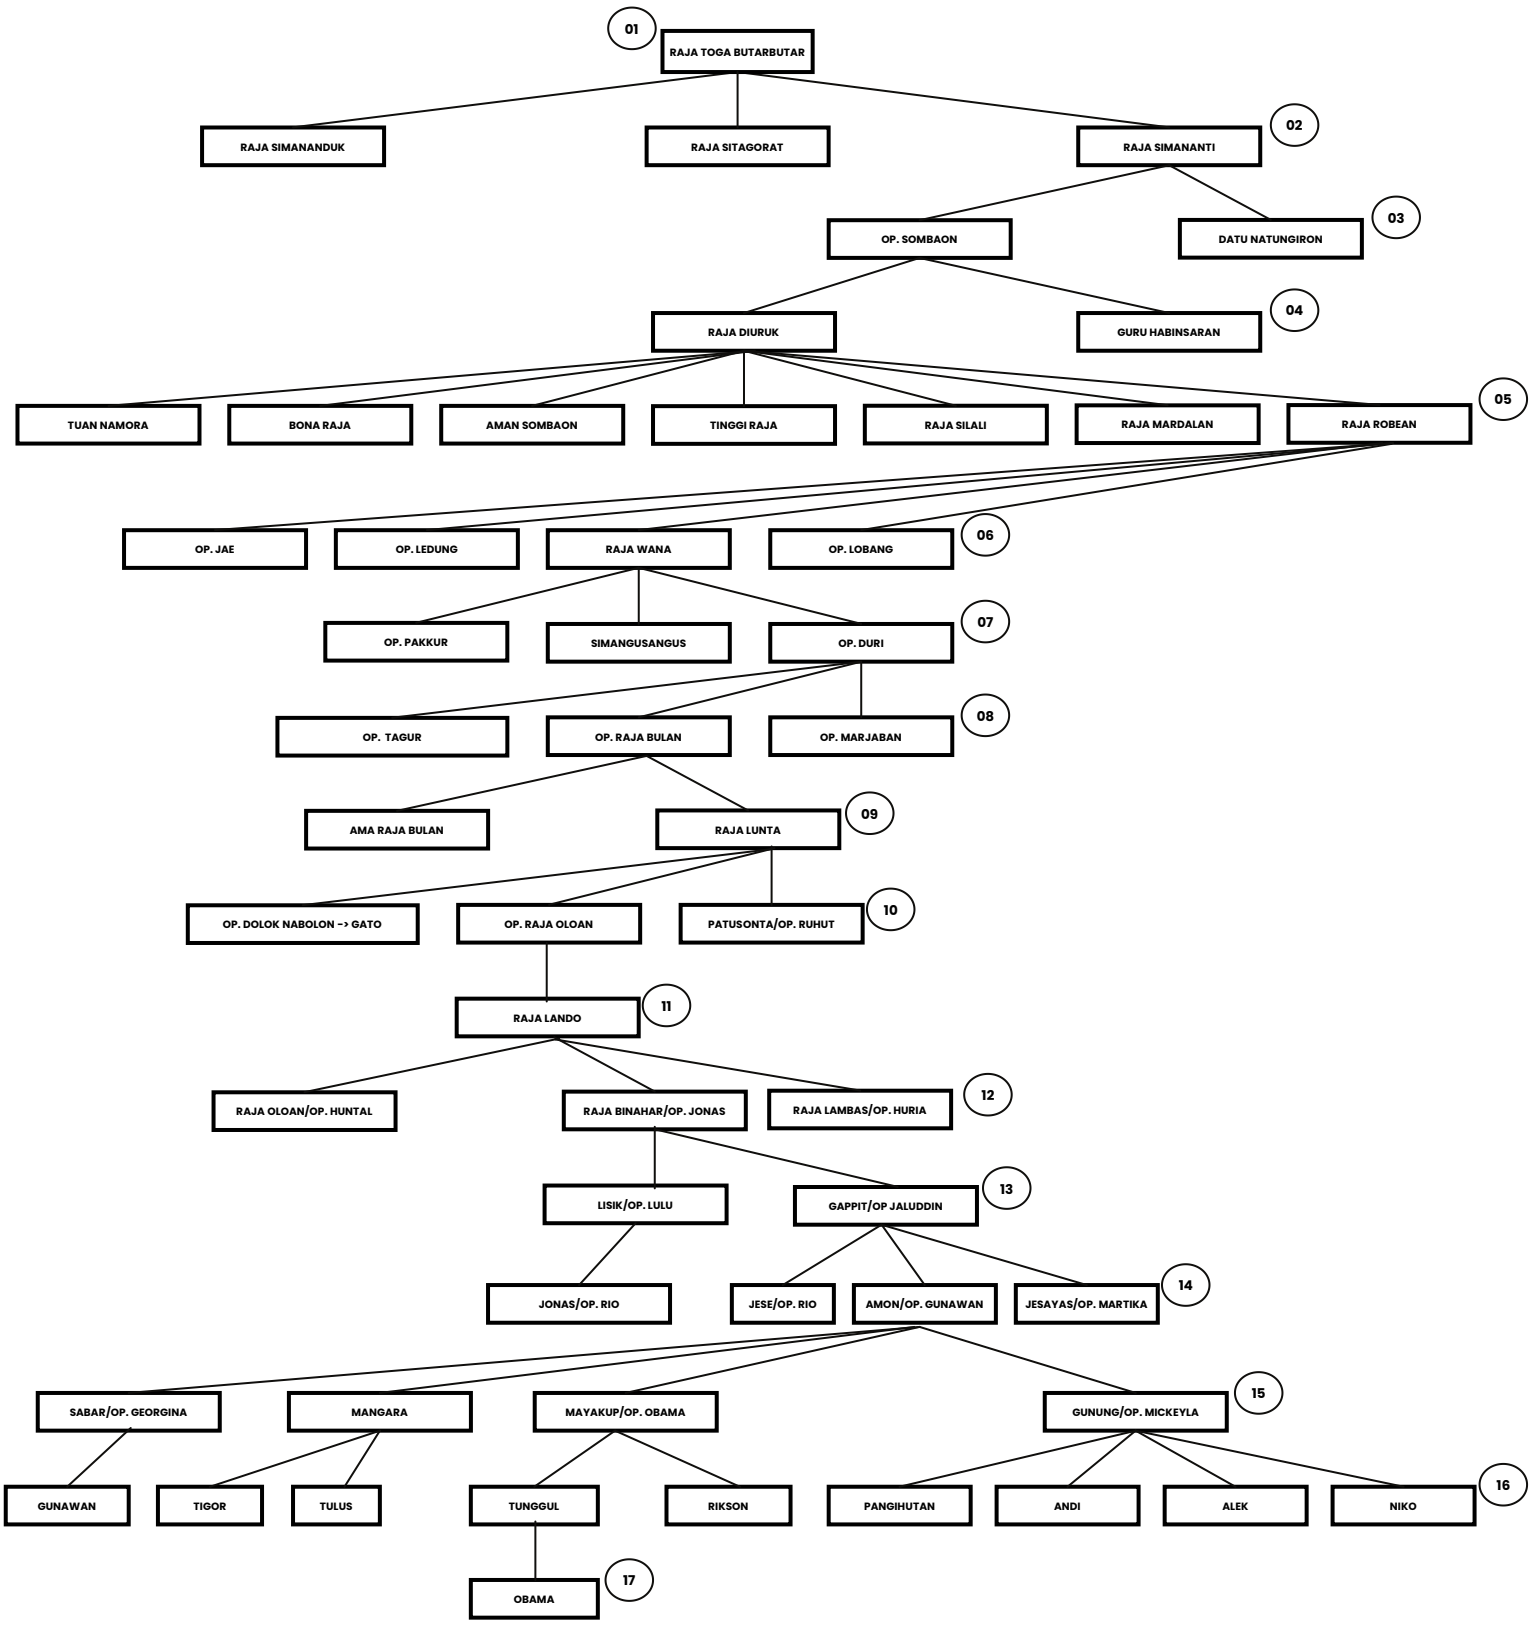 01
RAJA TOGA BUTARBUTAR
RAJA SIMANANDUK
RAJA SITAGORAT
RAJA SIMANANTI
02
OP. SOMBAON
DATU NATUNGIRON
03
RAJA DIURUK
GURU HABINSARAN
04
TUAN NAMORA
BONA RAJA
AMAN SOMBAON
TINGGI RAJA
RAJA SILALI
RAJA MARDALAN
RAJA ROBEAN
05
OP. JAE
OP. LEDUNG
RAJA WANA
OP. LOBANG
06
OP. PAKKUR
SIMANGUSANGUS
OP. DURI
07
OP. TAGUR
OP. RAJA BULAN
OP. MARJABAN
08
AMA RAJA BULAN
RAJA LUNTA
09
OP. DOLOK NABOLON -> GATO
OP. RAJA OLOAN
PATUSONTA/OP. RUHUT
10
RAJA LANDO
11
RAJA OLOAN/OP. HUNTAL
RAJA BINAHAR/OP. JONAS
RAJA LAMBAS/OP. HURIA
12
LISIK/OP. LULU
GAPPIT/OP JALUDDIN
13
JONAS/OP. RIO
JESE/OP. RIO
AMON/OP. GUNAWAN
JESAYAS/OP. MARTIKA
14
SABAR/OP. GEORGINA
MANGARA
MAYAKUP/OP. OBAMA
GUNUNG/OP. MICKEYLA
15
GUNAWAN
TIGOR
TULUS
TUNGGUL
RIKSON
PANGIHUTAN
ANDI
ALEK
NIKO
16
OBAMA
17